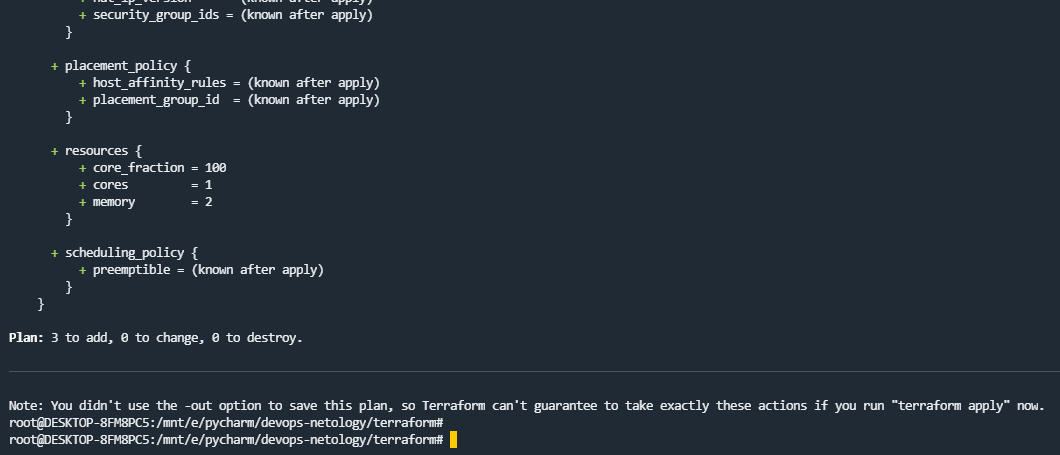 + nat_ip_version = (known after apply)
+ security_group_ids = (known after apply)
}
+ placement_policy {
+ host_affinity_rules = (known after apply)
+ placement_group_id = (known after apply)
}
+ resources {
+ core_fraction = 100
+ cores = 1
+ memory = 2
}
+ scheduling_policy {
+ preemptible = (known after apply)
}
}
Plan: 3 to add, 0 to change, 0 to destroy.
Note: You didn't use the -out option to save this plan, so Terraform can't guarantee to take exactly these actions if you run "terraform apply" now.
root@DESKTOP-8FM8PC5:/mnt/e/pycharm/devops-netology/terraform#
root@DESKTOP-8FM8PC5:/mnt/e/pycharm/devops-netology/terraform#